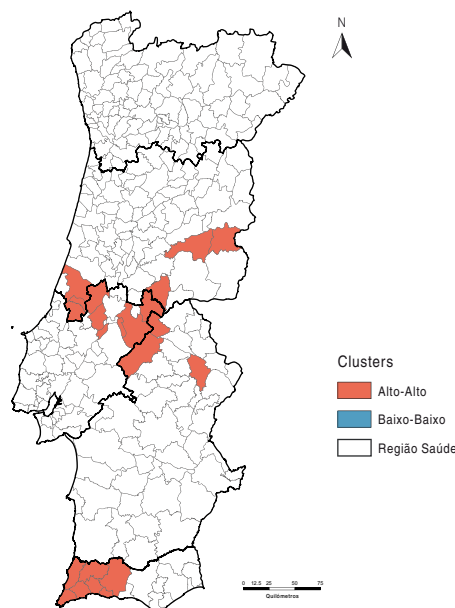 N
Clusters
Alto-Alto
Baixo-Baixo
Região Saúde
0 12.5 25 50 75
Quilómetros